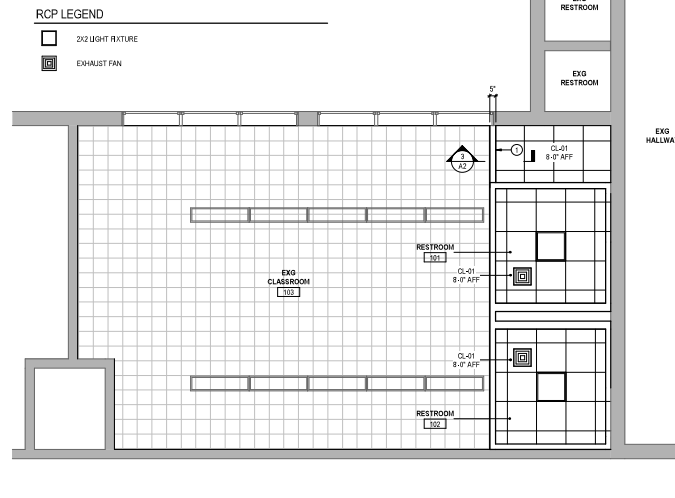 RCP LEGEND
2X2 LIGHT FIXTURE
EXHAUST FAN
EXG
RESTROOM
EXG
RESTROOM
EXG
5"
3
A2
1
CL-01
8'-0" AFF
RESTROOM
101
CL-01
8'-0" AFF
EXG
CLASSROOM
103
CL-01
8'-0" AFF
RESTROOM
102